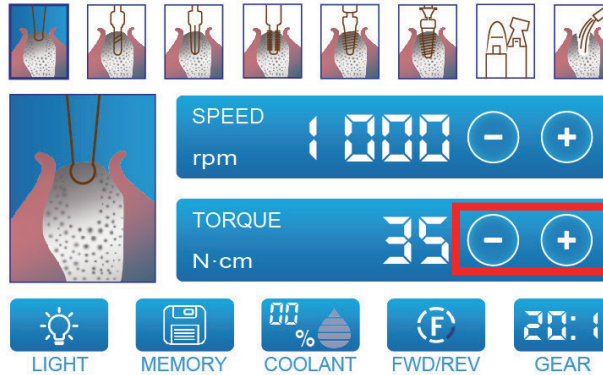 SPEED
rpm
1000
TORQUE
N·cm
35
00
%
F
20:1
LIGHT
MEMORY
COOLANT
FWD/REV
GEAR